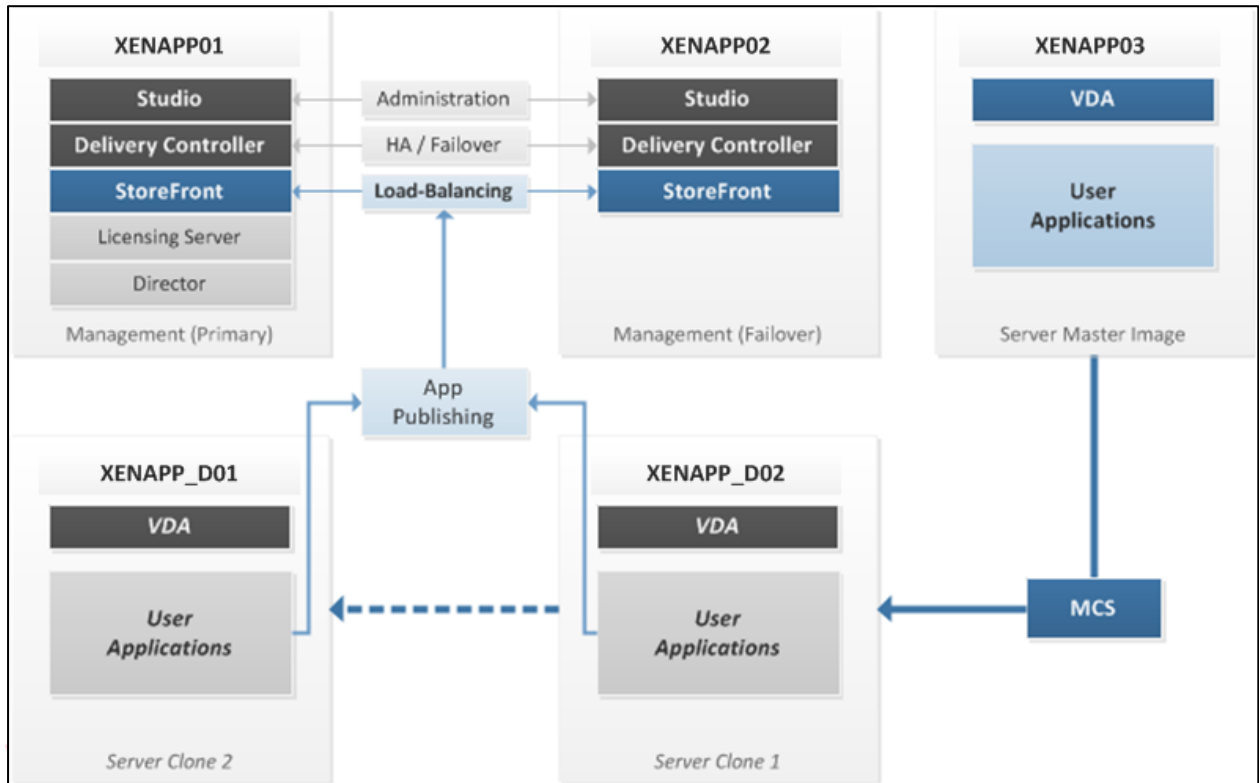 XENAPP01
Studio
Delivery Controller
StoreFront
Licensing Server
Director
Management (Primary)
Administration
HA / Failover
Load-Balancing
XENAPP02
Studio
Delivery Controller
StoreFront
Management (Failover)
XENAPP03
VDA
User
Applications
Server Master Image
App
Publishing
XENAPP_D01
VDA
User
Applications
Server Clone 2
XENAPP_D02
VDA
User
Applications
Server Clone 1
MCS